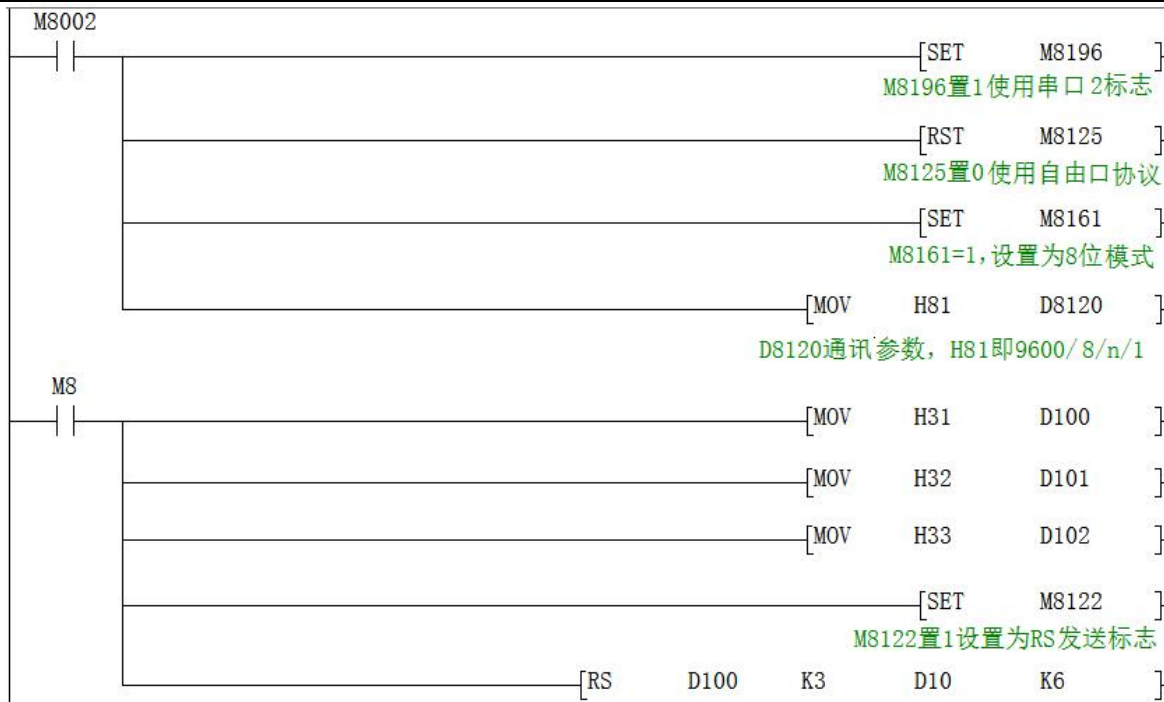 M8002
[SET M8196 ]
M8196置1使用串口2标志
[RST M8125 ]
M8125置0使用自由口协议
[SET M8161 ]
M8161=1,设置为8位模式
[MOV H81 D8120 ]
D8120通讯参数，H81即9600/8/n/1
M8
[MOV H31 D100 ]
[MOV H32 D101 ]
[MOV H33 D102 ]
[SET M8122 ]
M8122置1设置为RS发送标志
[RS D100 K3 D10 K6 ]